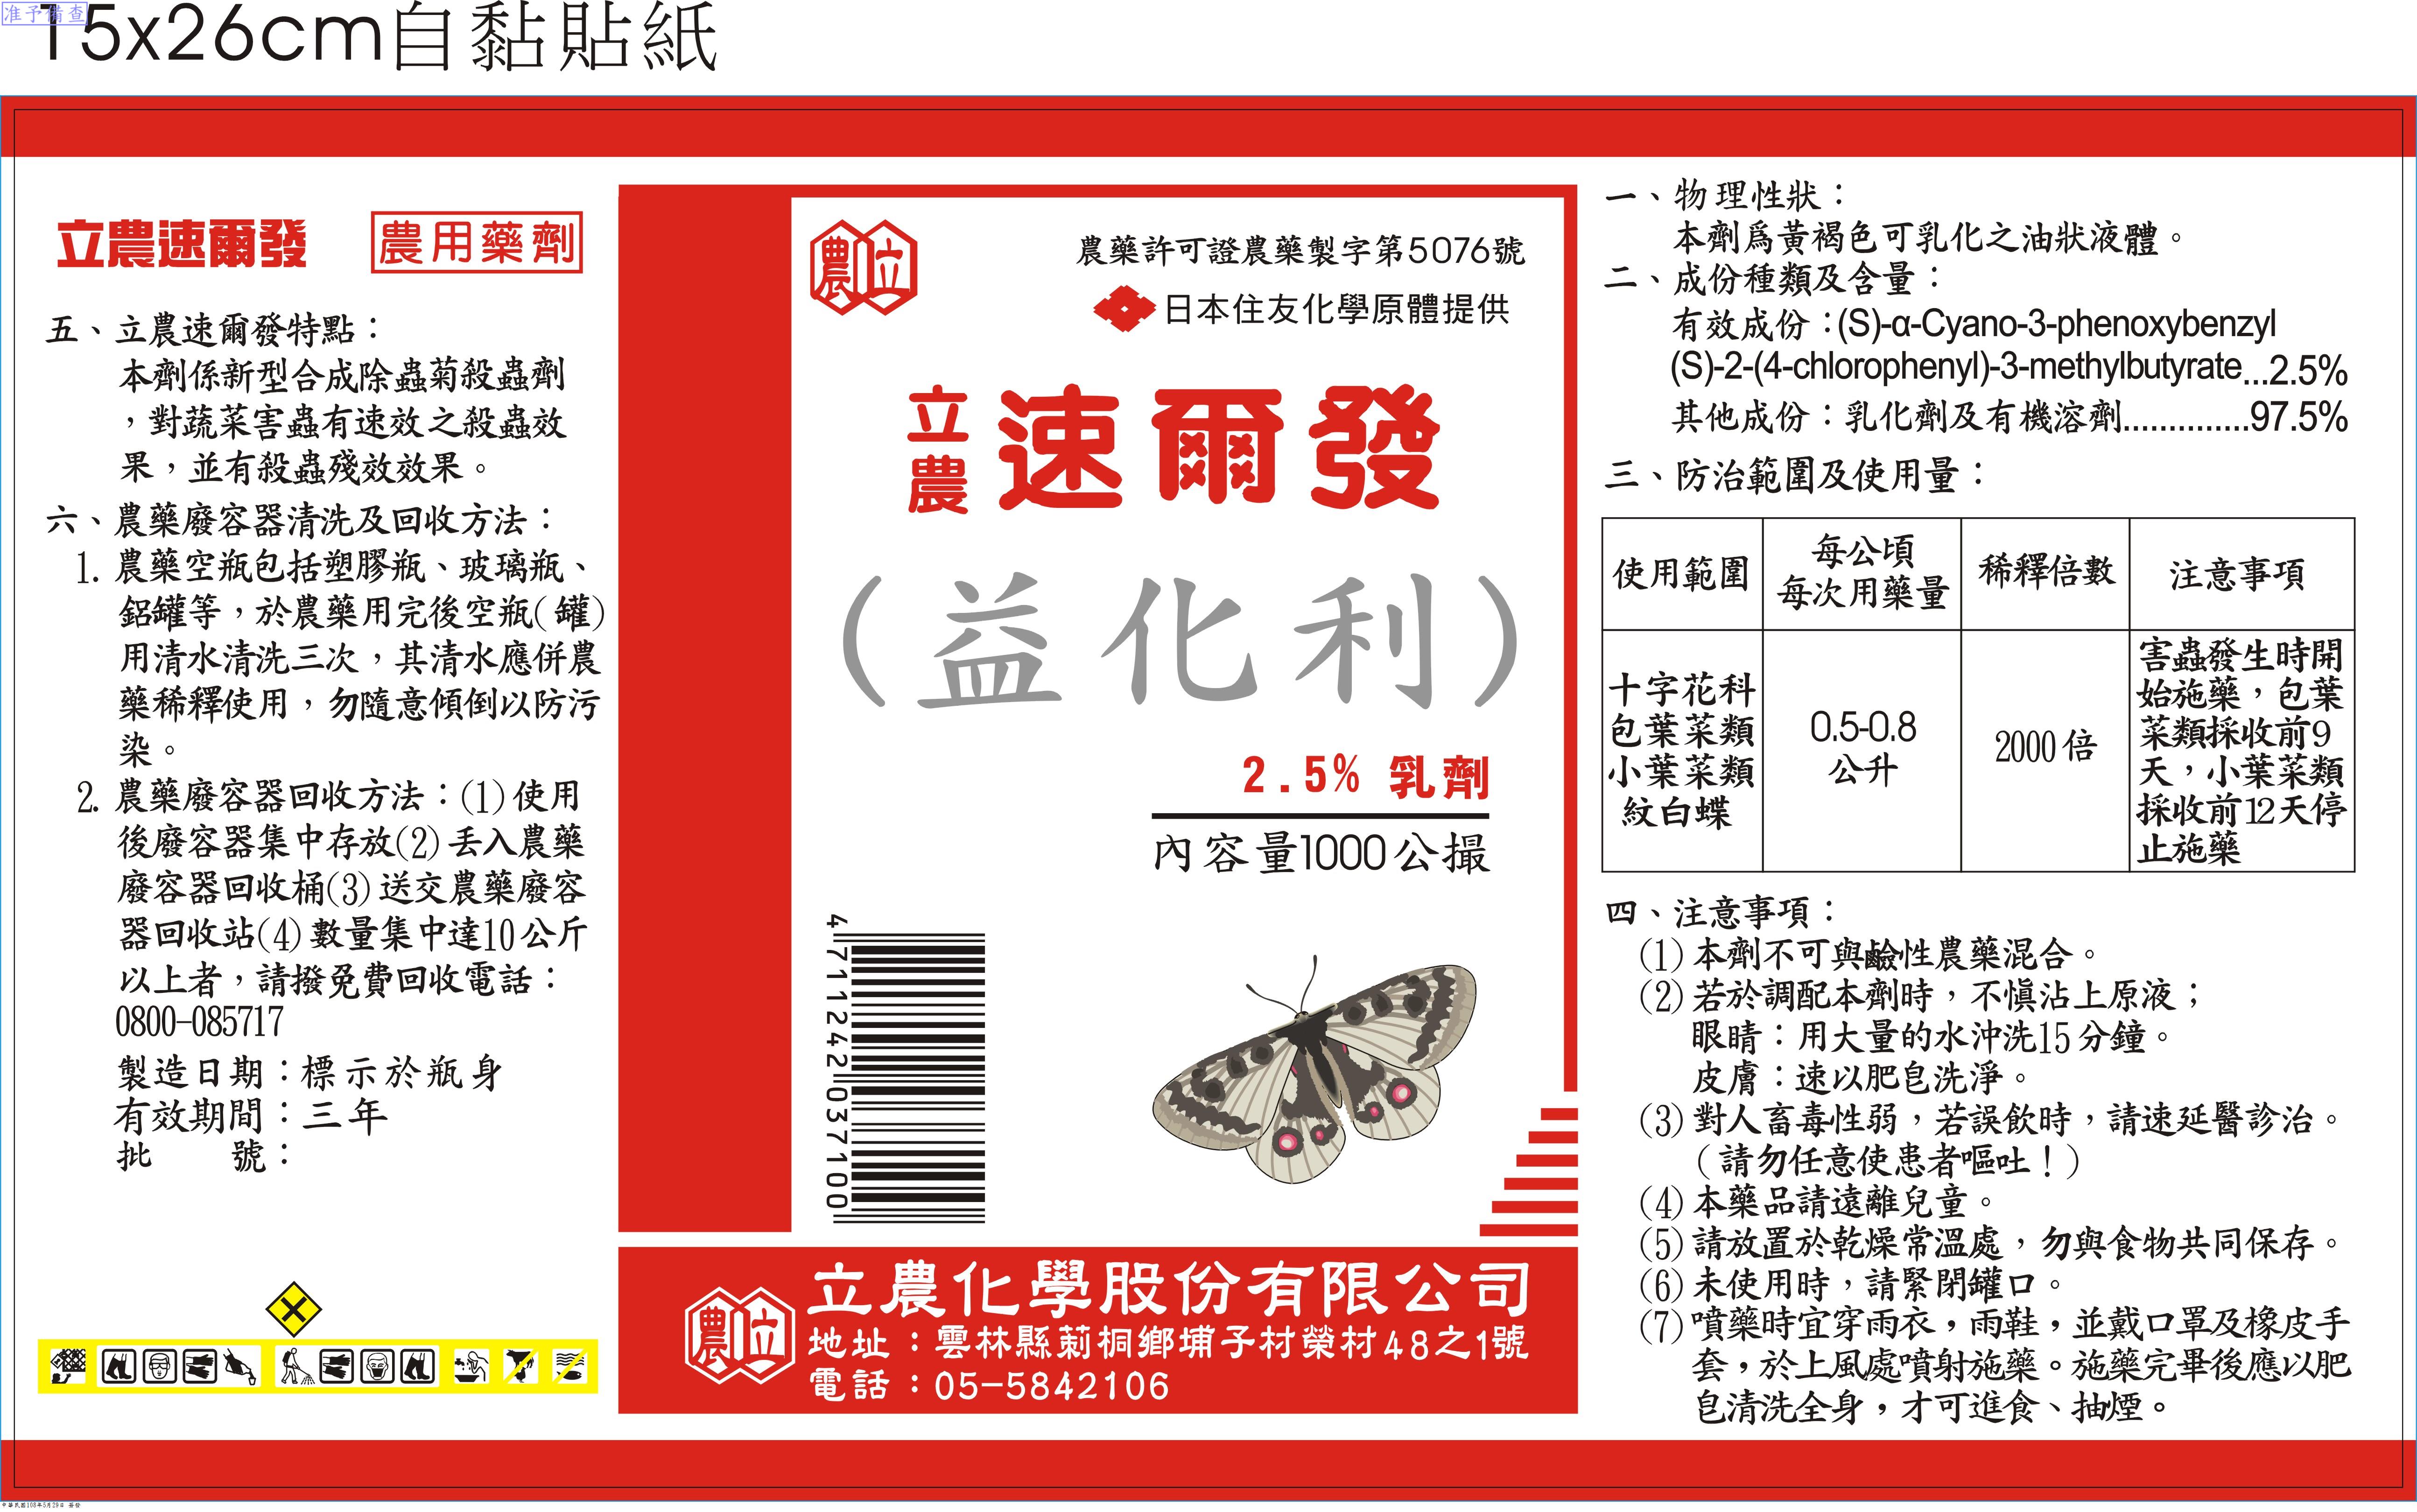 准予備查
15x26cm自黏貼紙
立農速爾發
農用藥劑
五、立農速爾發特點：
本劑係新型合成除蟲菊殺蟲劑
，對蔬菜害蟲有速效之殺蟲效
果，並有殺蟲殘效效果。
六、農藥廢容器清洗及回收方法：
1. 農藥空瓶包括塑膠瓶、玻璃瓶、
鋁罐等，於農藥用完後空瓶(罐)
用清水清洗三次，其清水應併農
藥稀釋使用，勿隨意傾倒以防污
染。
2. 農藥廢容器回收方法：(1)使用
後廢容器集中存放(2)丟入農藥
廢容器回收桶(3)送交農藥廢容
器回收站(4)數量集中達10公斤
以上者，請撥免費回收電話：
0800-085717
製造日期：標示於瓶身
有效期間：三年
批　　號：
農立
農藥許可證農藥製字第5076號
日本住友化學原體提供
立農 速爾發
(益化利)
2.5% 乳劑
內容量1000公撮
4711242037100
農立
立農化學股份有限公司
地址：雲林縣莿桐鄉埔子村榮村48之1號
電話：05-5842106
一、物理性狀：
本劑為黃褐色可乳化之油狀液體。
二、成份種類及含量：
有效成份：(S)-α-Cyano-3-phenoxybenzyl
(S)-2-(4-chlorophenyl)-3-methylbutyrate...2.5%
其他成份：乳化劑及有機溶劑..............97.5%
三、防治範圍及使用量：
使用範圍
每公頃
每次用藥量
稀釋倍數
注意事項
十字花科
包葉菜類
小葉菜類
紋白蝶
0.5-0.8
公升
2000倍
害蟲發生時開
始施藥，包葉
菜類採收前9
天，小葉菜類
採收前12天停
止施藥
四、注意事項：
(1)本劑不可與鹼性農藥混合。
(2)若於調配本劑時，不慎沾上原液；
眼睛：用大量的水沖洗15分鐘。
皮膚：速以肥皂洗淨。
(3)對人畜毒性弱，若誤飲時，請速延醫診治。
（請勿任意使患者嘔吐！）
(4)本藥品請遠離兒童。
(5)請放置於乾燥常溫處，勿與食物共同保存。
(6)未使用時，請緊閉罐口。
(7)噴藥時宜穿雨衣，雨鞋，並戴口罩及橡皮手
套，於上風處噴射施藥。施藥完畢後應以肥
皂清洗全身，才可進食、抽煙。
中華民國108年5月29日 簽發